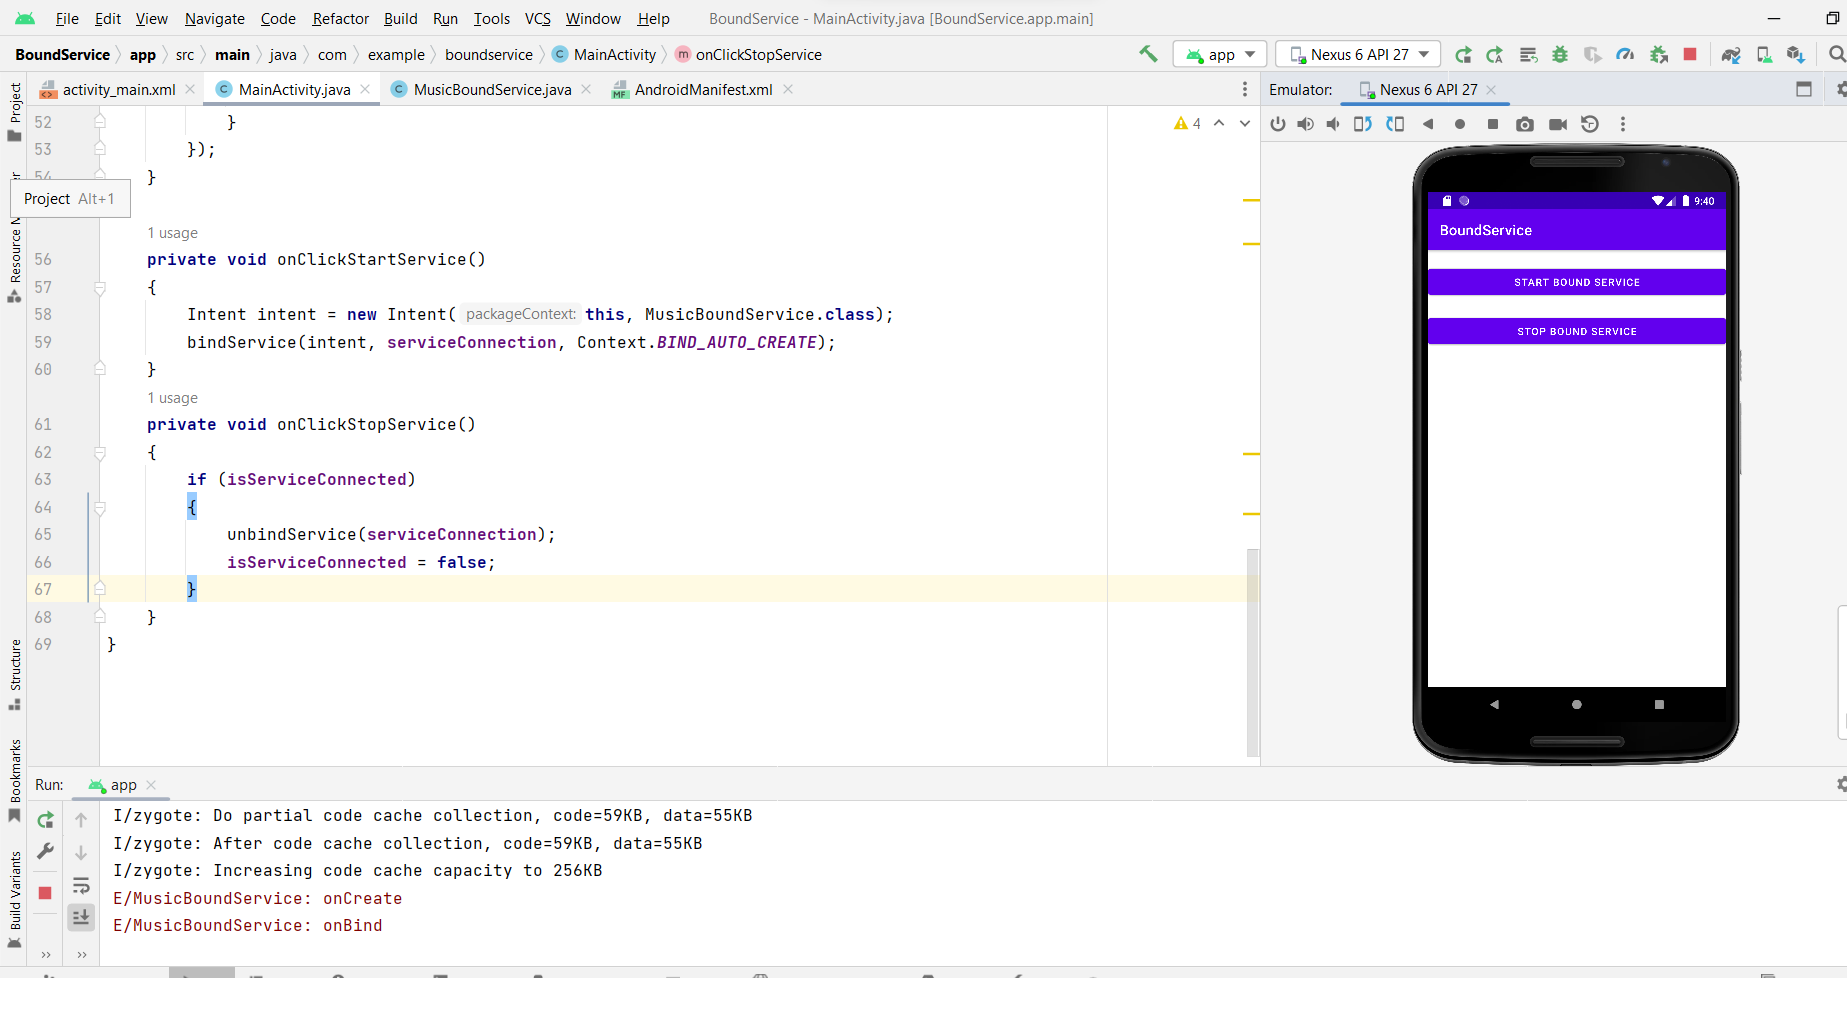 File Edit View Navigate Code Refactor Build Run Tools VCS Window Help BoundService - MainActivity.java [BoundService.app.main]
BoundService app src main java com example boundservice C MainActivity m onClickStopService app Nexus 6 API 27
activity_main.xml C MainActivity.java C MusicBoundService.java MF AndroidManifest.xml Emulator: Nexus 6 API 27
Project
4
52 }
53 });
54 }
Project Alt+1
Resource
1 usage
56 private void onClickStartService()
57 {
58 Intent intent = new Intent( packageContext: this, MusicBoundService.class);
59 bindService(intent, serviceConnection, Context.BIND_AUTO_CREATE);
60 }
1 usage
61 private void onClickStopService()
62 {
63 if (isServiceConnected)
64 {
65 unbindService(serviceConnection);
66 isServiceConnected = false;
67 }
68 }
69 }
9:40
BoundService
START BOUND SERVICE
STOP BOUND SERVICE
Structure
Bookmarks
Build Variants
Run: app
I/zygote: Do partial code cache collection, code=59KB, data=55KB
I/zygote: After code cache collection, code=59KB, data=55KB
I/zygote: Increasing code cache capacity to 256KB
E/MusicBoundService: onCreate
E/MusicBoundService: onBind